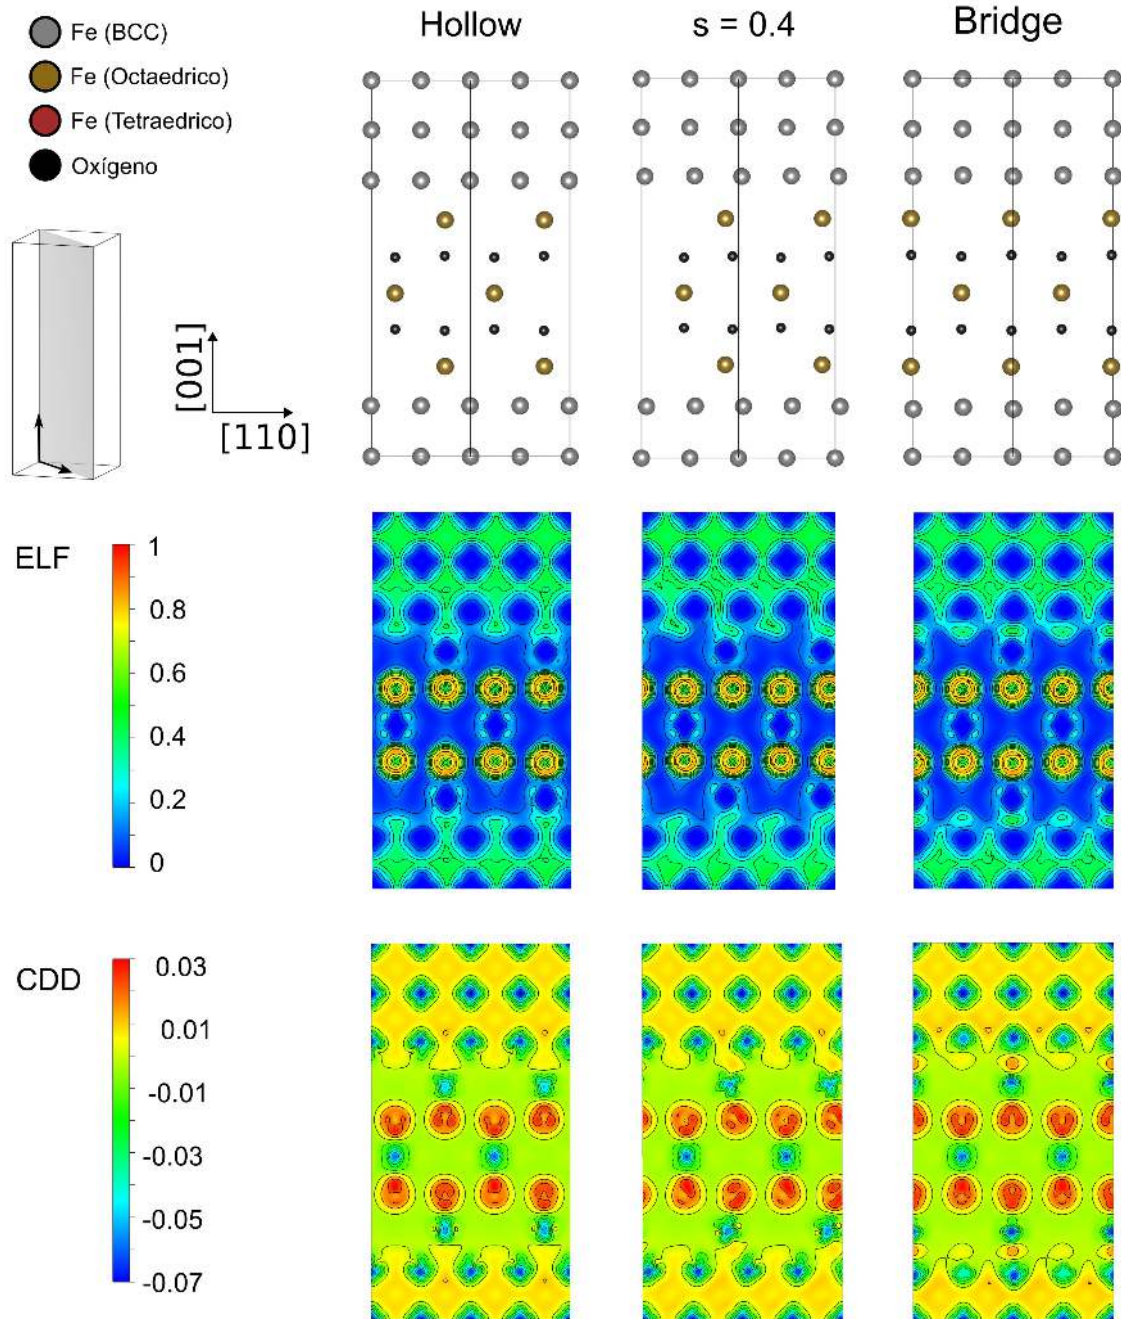 Fe (BCC)
Fe (Octaedrico)
Fe (Tetraedrico)
Oxígeno
Hollow
s = 0.4
Bridge
[001]
[110]
ELF
1
0.8
0.6
0.4
0.2
0
CDD
0.03
0.01
-0.01
-0.03
-0.05
-0.07